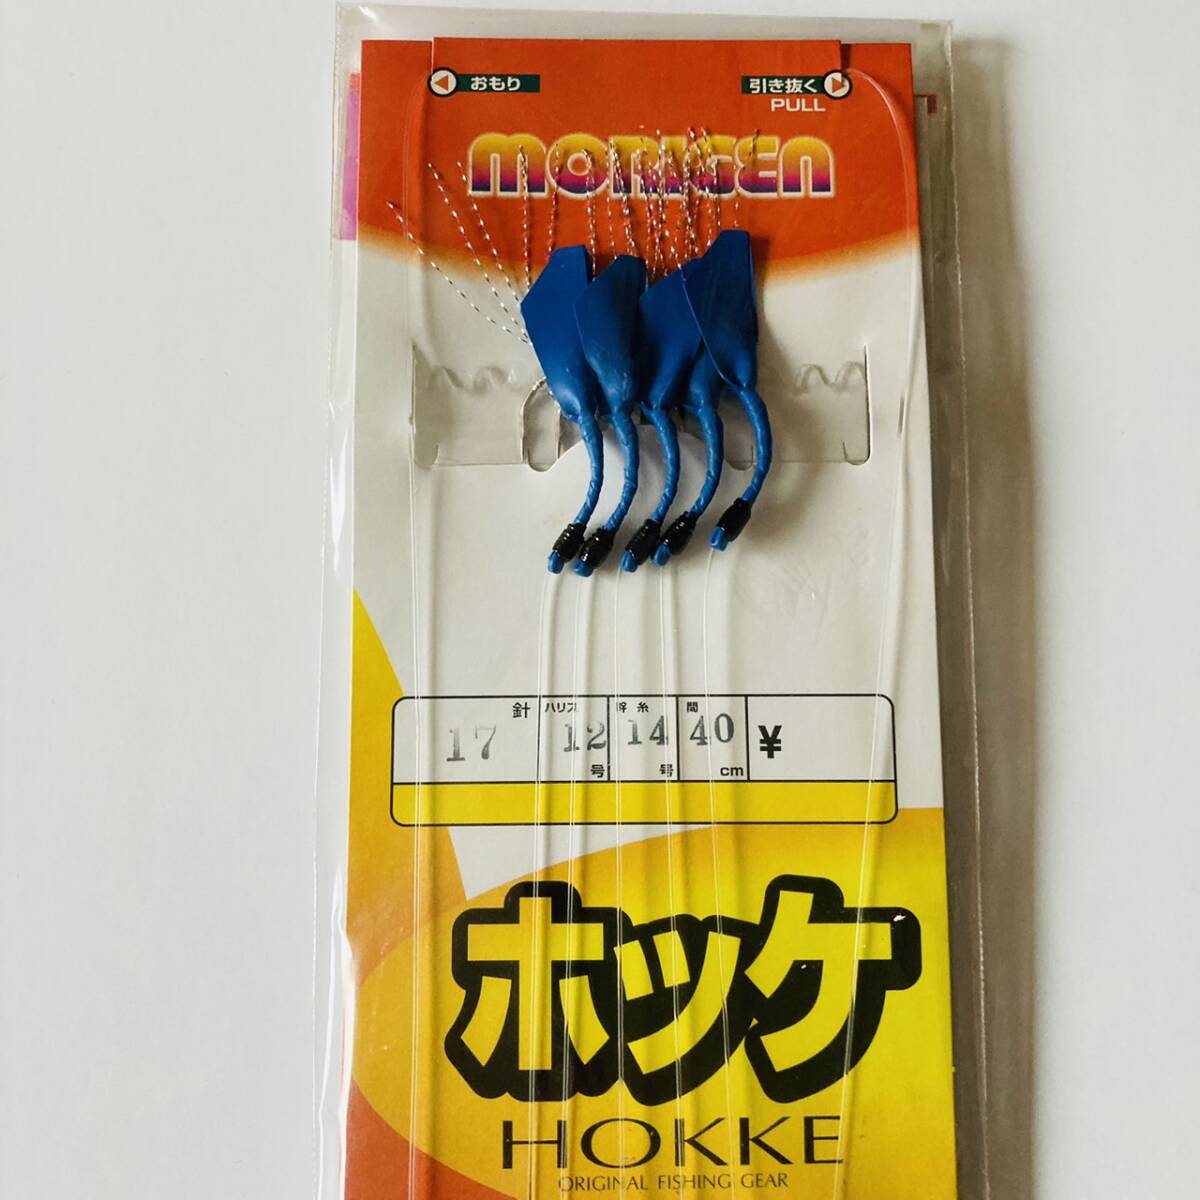 おもり
引き抜く
PULL
MORIGEN
針 ハリス 幹糸 間
17 12 14 40 ¥
号 号 cm
ホッケ
HOKKE
ORIGINAL FISHING GEAR